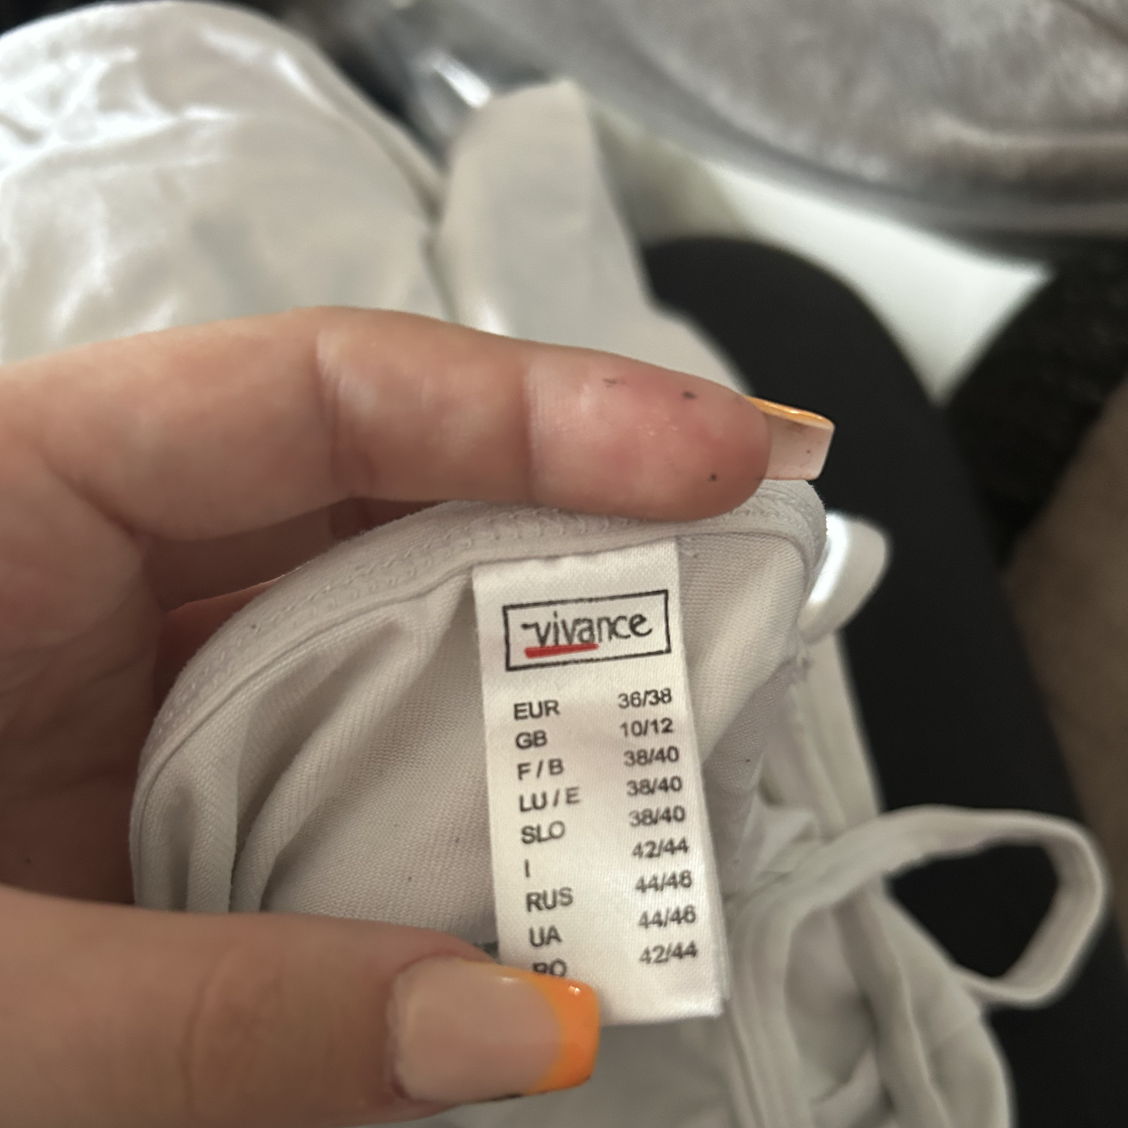 vivance
EUR 36/38
GB 10/12
F / B 38/40
LU / E 38/40
SLO 38/40
I 42/44
RUS 44/46
UA 44/46
RO 42/44